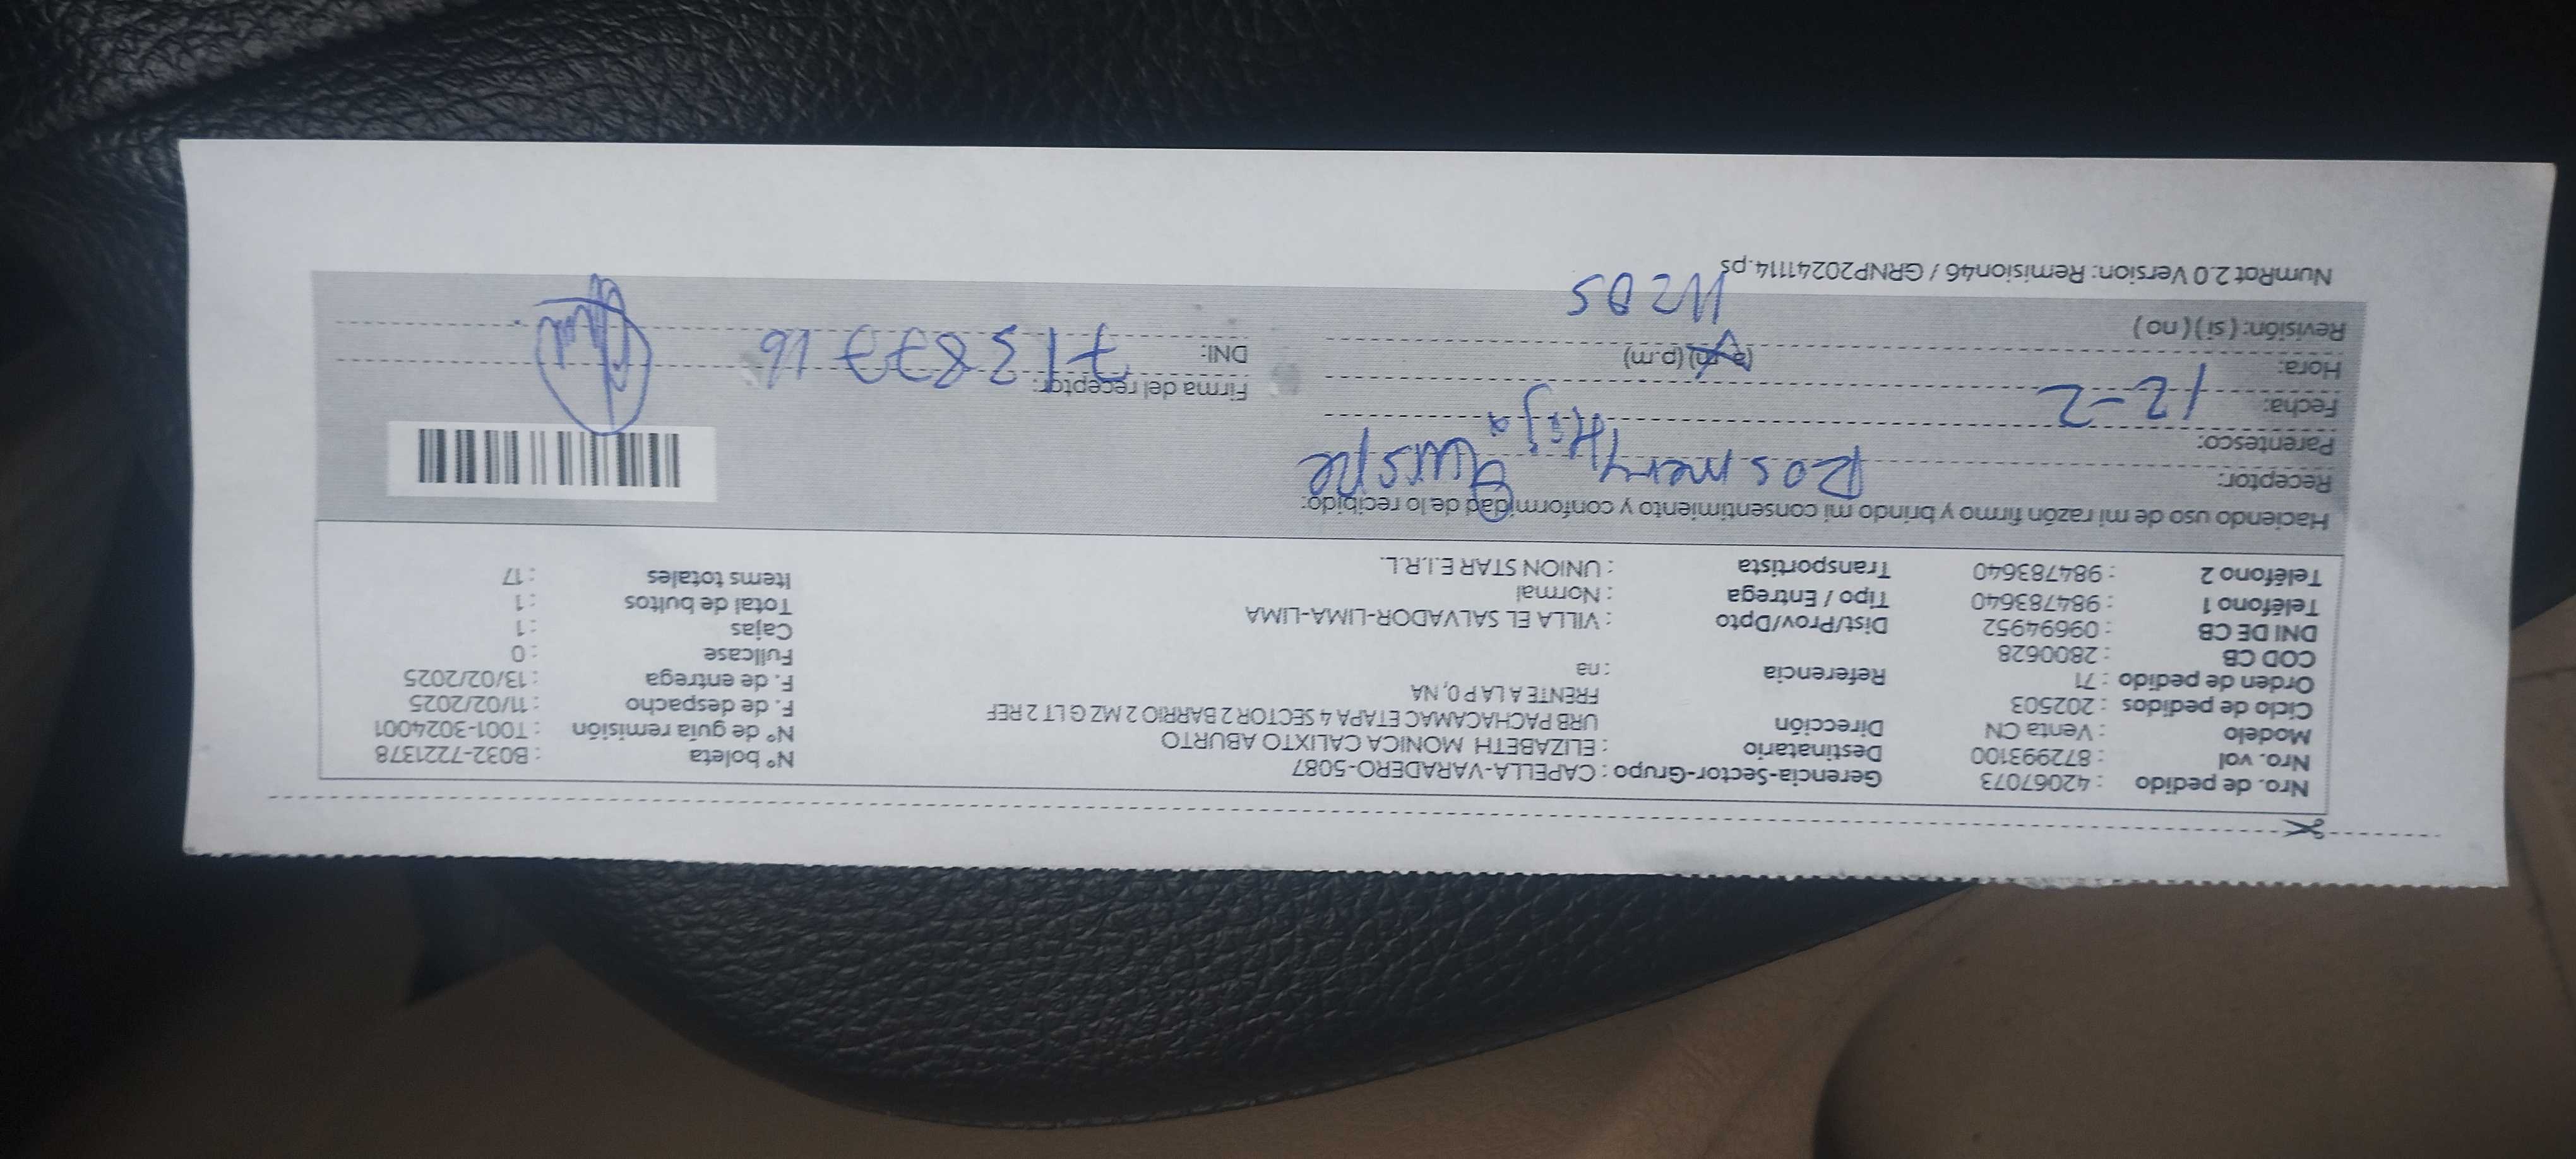 Nro. de pedido : 42067073 Gerencia-Sector-Grupo : CAPELLA-VARADERO-5087 N° boleta : B032-7221378
Nro. vol : 872993100 Destinatario : ELIZABETH MONICA CALIXTO ABURTO N° de guía remisión : T001-3024001
Modelo : Venta CN Dirección URB PACHACAMAC ETAPA 4 SECTOR 2 BARRIO 2 MZ G LT 2 REF F. de despacho : 11/02/2025
Ciclo de pedidos : 202503 FRENTE A LA P 0, NA F. de entrega : 13/02/2025
Orden de pedido : 71 Referencia : na Fullcase : 0
COD CB : 2800628 Cajas : 1
DNI DE CB : 09694952 Dist/Prov/Dpto : VILLA EL SALVADOR-LIMA-LIMA Total de bultos : 1
Teléfono 1 : 984783640 Tipo / Entrega : Normal Items totales : 17
Teléfono 2 : 984783640 Transportista : UNION STAR E.I.R.L.
Haciendo uso de mi razón firmo y brindo mi consentimiento y conformidad de lo recibido:
Receptor: Rosmery Quispe
Parentesco: Hija
Fecha: 12-2 Firma del receptor:
Hora: (a.m) (p.m) DNI: 71387716
Revisión: ( si ) ( no ) 11205
NumRot 2.0 Version: Remision46 / GRNP20241114.ps